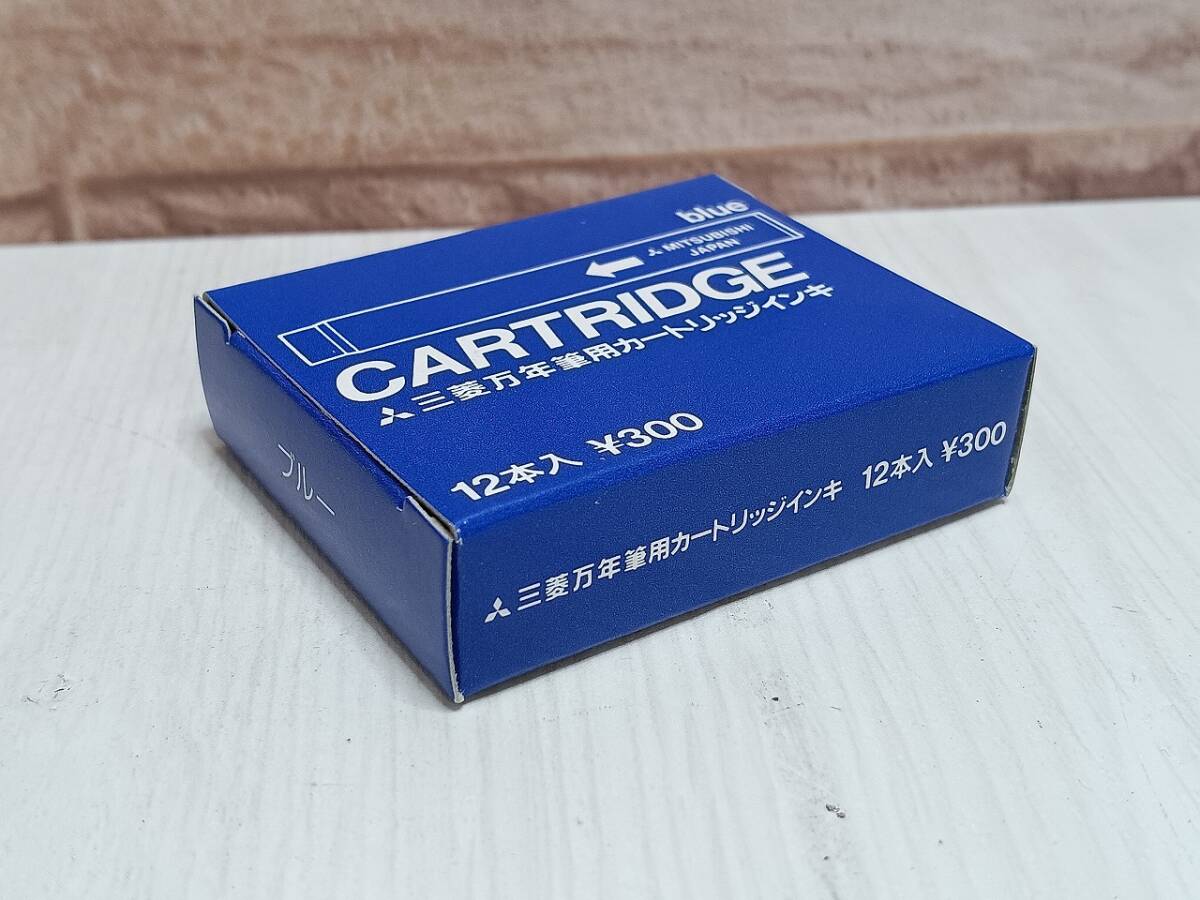 blue
MITSUBISHI
JAPAN
CARTRIDGE
三菱万年筆用カートリッジインキ
12本入 ¥300
ブルー
三菱万年筆用カートリッジインキ 12本入 ¥300